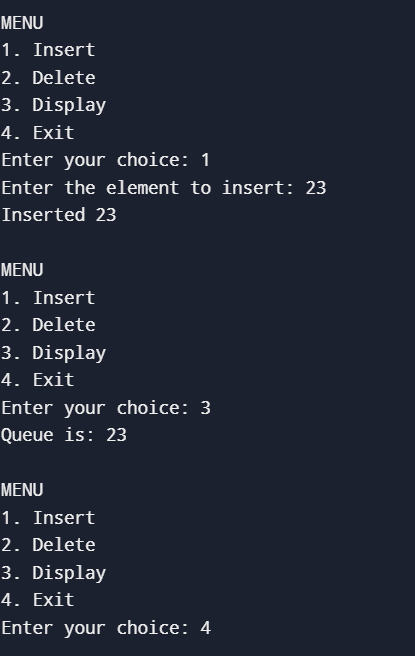 MENU
1. Insert
2. Delete
3. Display
4. Exit
Enter your choice: 1
Enter the element to insert: 23
Inserted 23

MENU
1. Insert
2. Delete
3. Display
4. Exit
Enter your choice: 3
Queue is: 23

MENU
1. Insert
2. Delete
3. Display
4. Exit
Enter your choice: 4